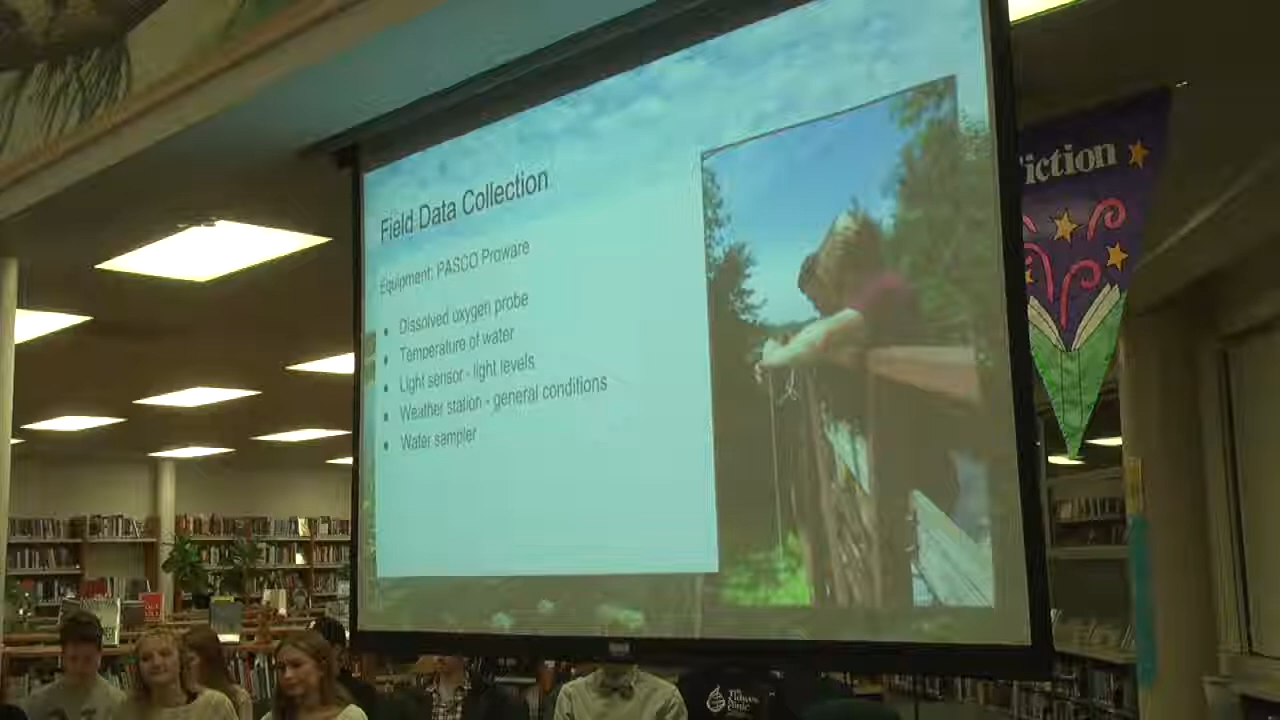 Field Data Collection
Equipment: PASCO Proware
• Dissolved oxygen probe
• Temperature of water
• Light sensor - light levels
• Weather station - general conditions
• Water sampler
iction